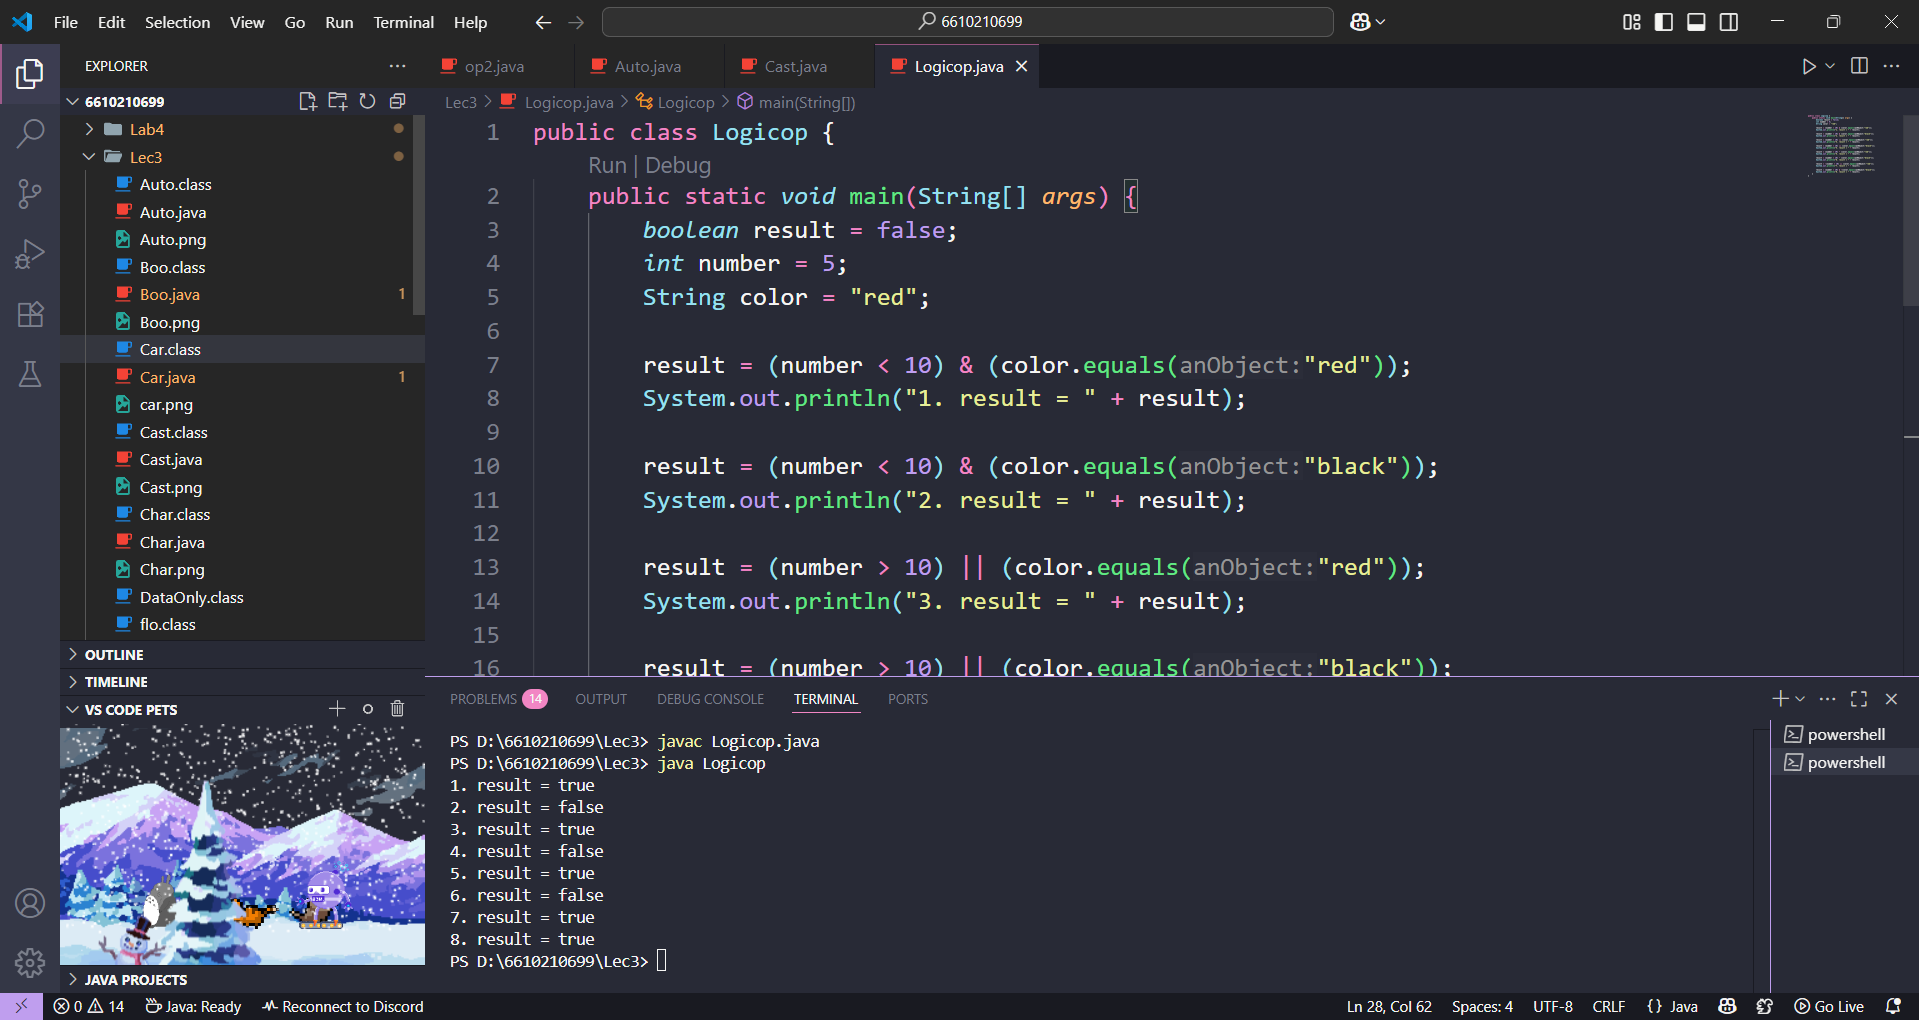 File Edit Selection View Go Run Terminal Help 6610210699
EXPLORER
6610210699
Lab4
Lec3
Auto.class
Auto.java
Auto.png
Boo.class
Boo.java 1
Boo.png
Car.class
Car.java 1
car.png
Cast.class
Cast.java
Cast.png
Char.class
Char.java
Char.png
DataOnly.class
flo.class
OUTLINE
TIMELINE
VS CODE PETS
JAVA PROJECTS
op2.java Auto.java Cast.java Logicop.java
Lec3 > Logicop.java > Logicop > main(String[])
1 public class Logicop {
Run | Debug
2 public static void main(String[] args) {
3 boolean result = false;
4 int number = 5;
5 String color = "red";
6
7 result = (number < 10) & (color.equals(anObject:"red"));
8 System.out.println("1. result = " + result);
9
10 result = (number < 10) & (color.equals(anObject:"black"));
11 System.out.println("2. result = " + result);
12
13 result = (number > 10) || (color.equals(anObject:"red"));
14 System.out.println("3. result = " + result);
15
16 result = (number > 10) || (color.equals(anObject:"black"));
PROBLEMS 14 OUTPUT DEBUG CONSOLE TERMINAL PORTS
PS D:\6610210699\Lec3> javac Logicop.java
PS D:\6610210699\Lec3> java Logicop
1. result = true
2. result = false
3. result = true
4. result = false
5. result = true
6. result = false
7. result = true
8. result = true
PS D:\6610210699\Lec3>
powershell
powershell
0 14 Java: Ready Reconnect to Discord Ln 28, Col 62 Spaces: 4 UTF-8 CRLF {} Java Go Live